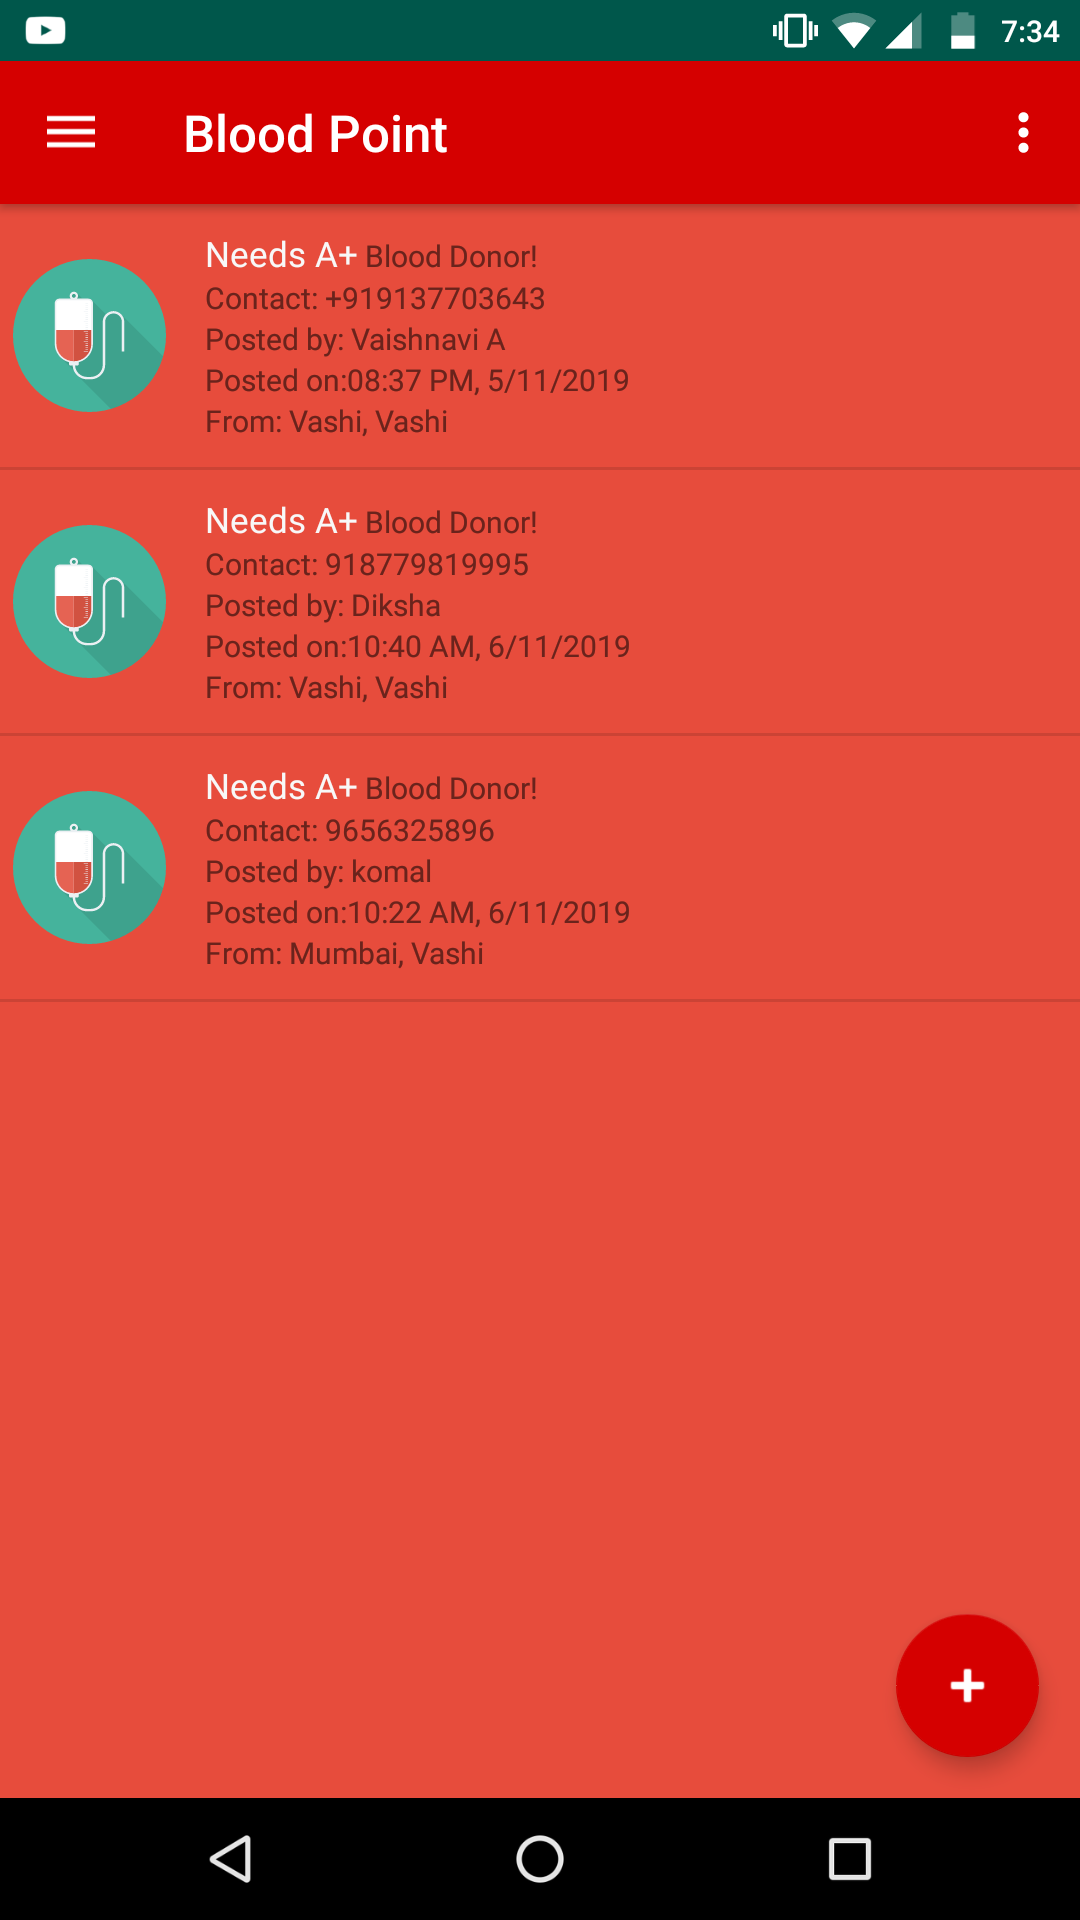 7:34
Blood Point
Needs A+ Blood Donor!
Contact: +919137703643
Posted by: Vaishnavi A
Posted on:08:37 PM, 5/11/2019
From: Vashi, Vashi
Needs A+ Blood Donor!
Contact: 918779819995
Posted by: Diksha
Posted on:10:40 AM, 6/11/2019
From: Vashi, Vashi
Needs A+ Blood Donor!
Contact: 9656325896
Posted by: komal
Posted on:10:22 AM, 6/11/2019
From: Mumbai, Vashi